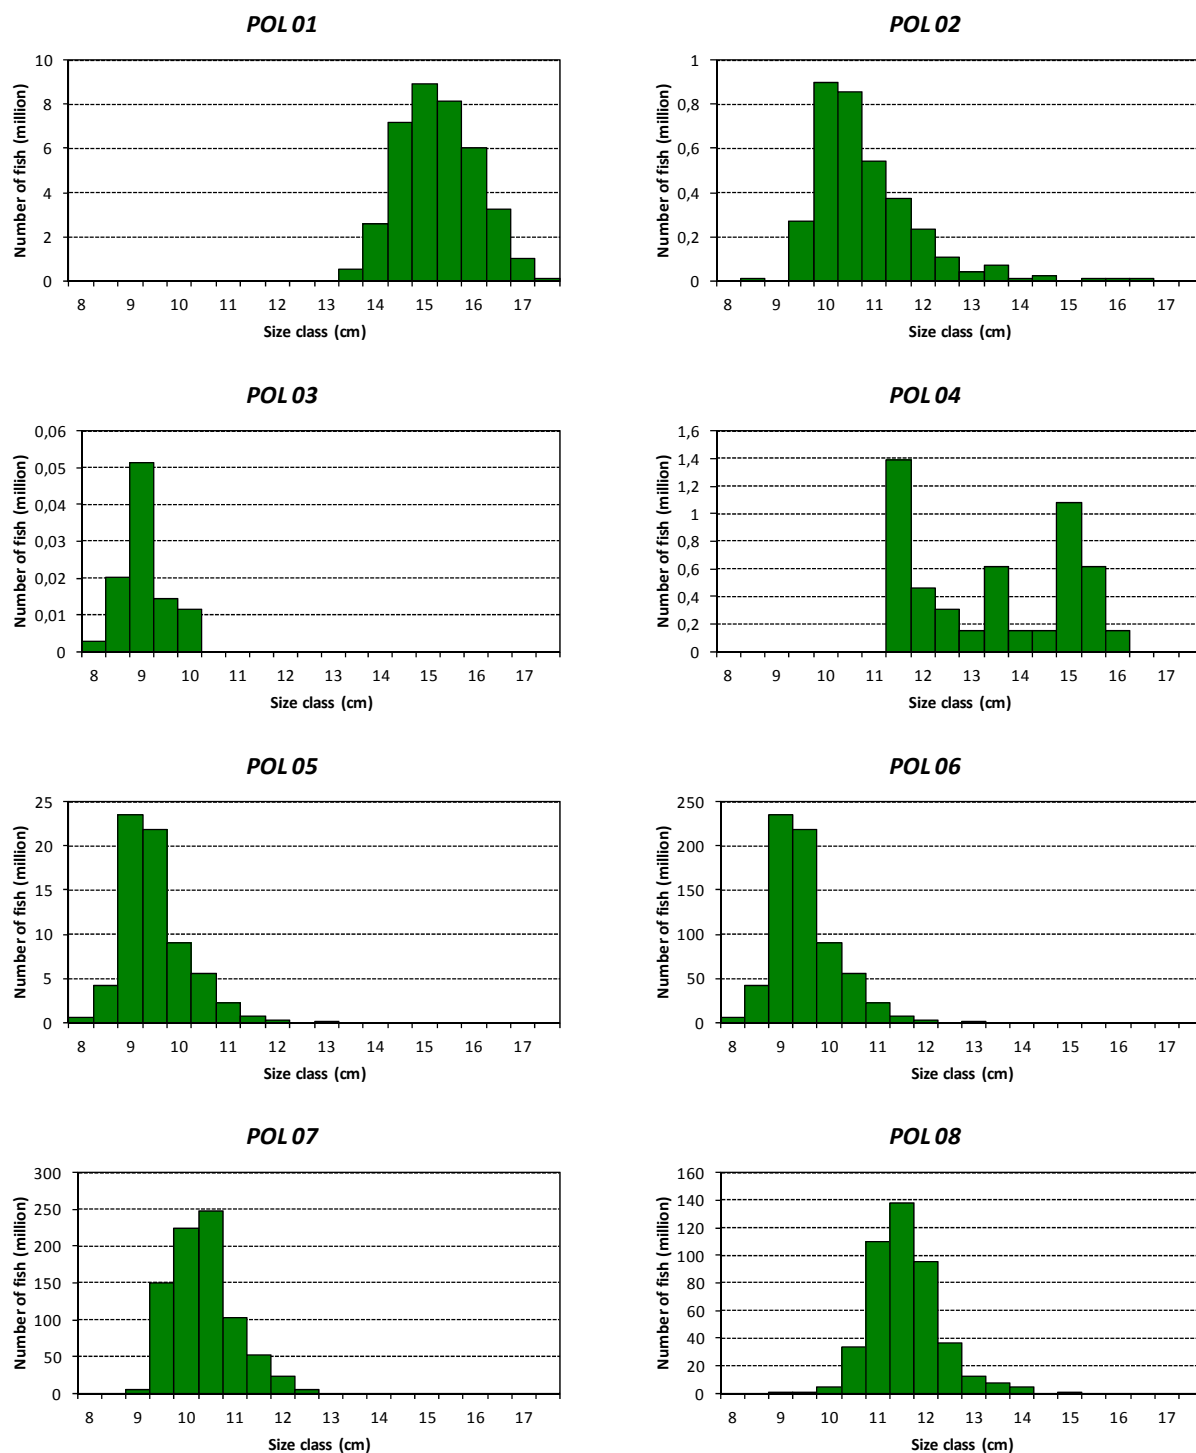 POL 01
Number of fish (million)
10
8
6
4
2
0
8 9 10 11 12 13 14 15 16 17
Size class (cm)
POL 02
Number of fish (million)
1
0,8
0,6
0,4
0,2
0
8 9 10 11 12 13 14 15 16 17
Size class (cm)
POL 03
Number of fish (million)
0,06
0,05
0,04
0,03
0,02
0,01
0
8 9 10 11 12 13 14 15 16 17
Size class (cm)
POL 04
Number of fish (million)
1,6
1,4
1,2
1
0,8
0,6
0,4
0,2
0
8 9 10 11 12 13 14 15 16 17
Size class (cm)
POL 05
Number of fish (million)
25
20
15
10
5
0
8 9 10 11 12 13 14 15 16 17
Size class (cm)
POL 06
Number of fish (million)
250
200
150
100
50
0
8 9 10 11 12 13 14 15 16 17
Size class (cm)
POL 07
Number of fish (million)
300
250
200
150
100
50
0
8 9 10 11 12 13 14 15 16 17
Size class (cm)
POL 08
Number of fish (million)
160
140
120
100
80
60
40
20
0
8 9 10 11 12 13 14 15 16 17
Size class (cm)